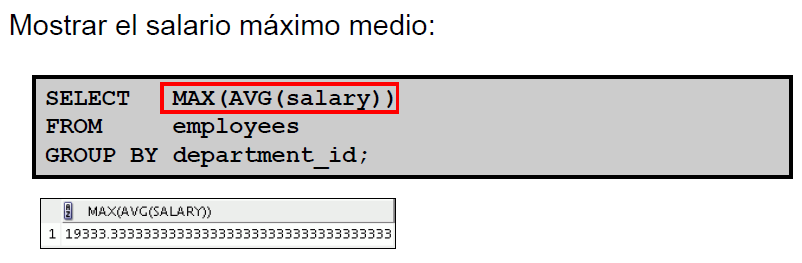 Mostrar el salario máximo medio:
SELECT MAX(AVG(salary))
FROM employees
GROUP BY department_id;
MAX(AVG(SALARY))
1 19333.3333333333333333333333333333333333